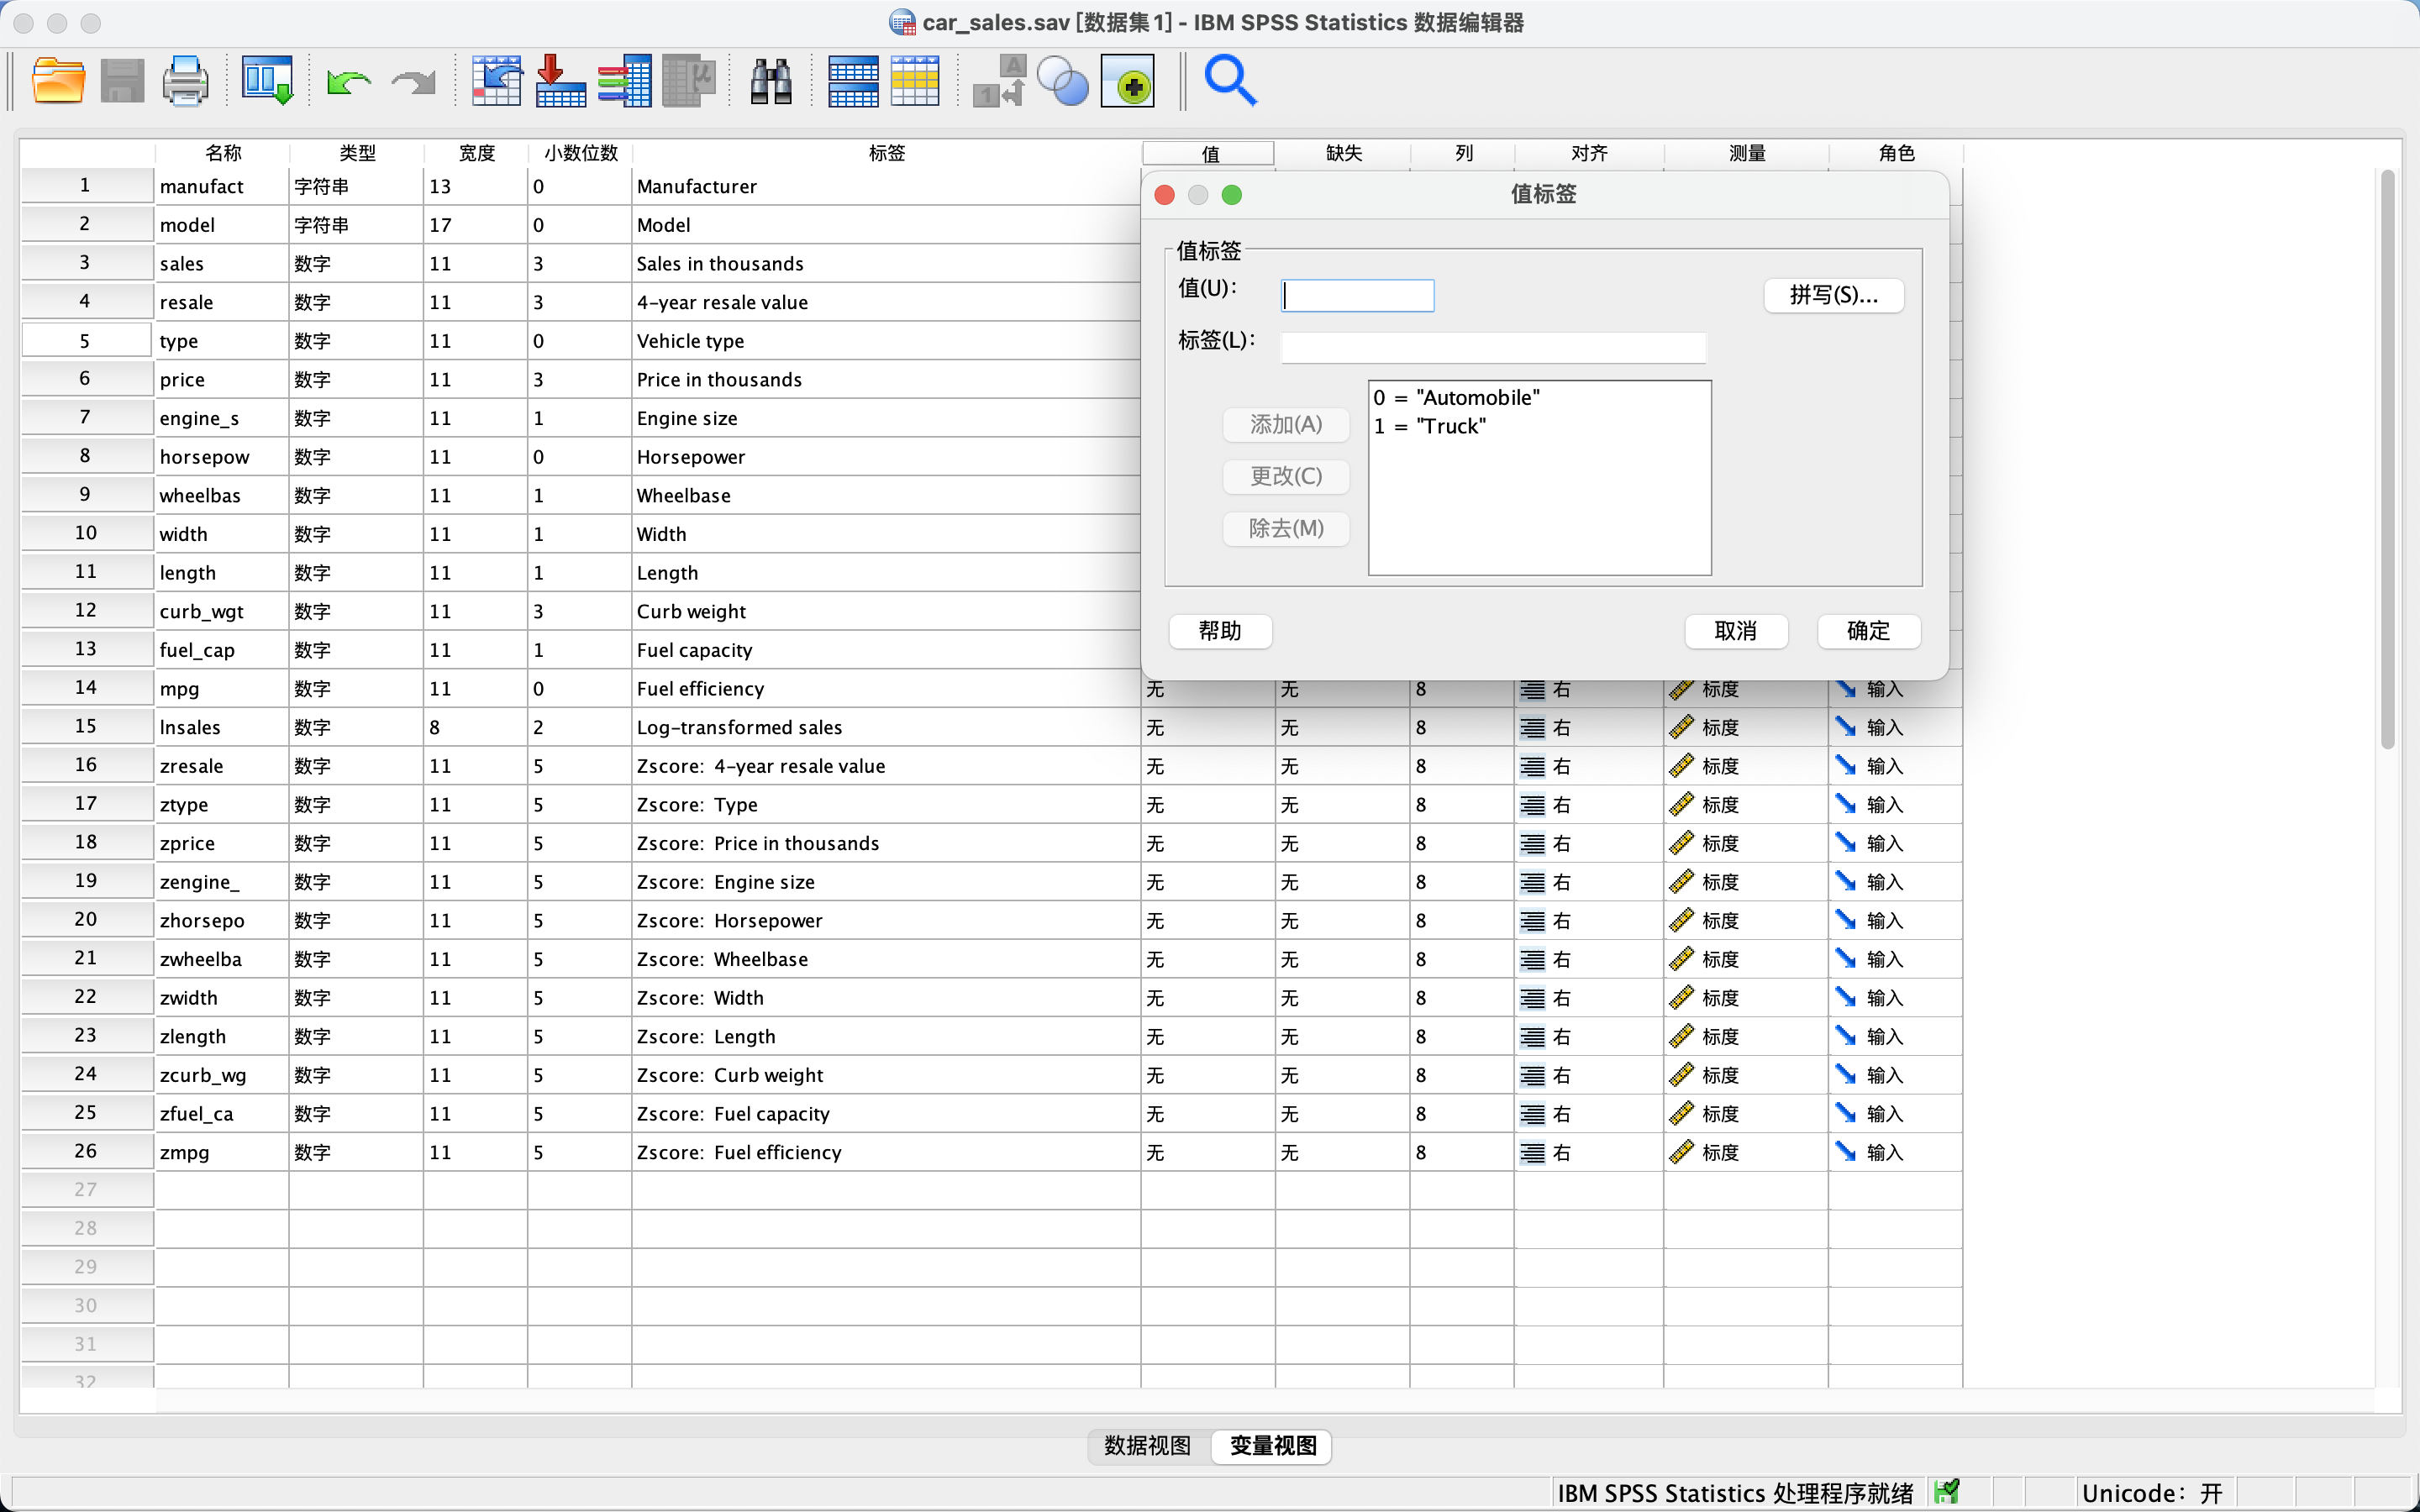 car_sales.sav [数据集1] - IBM SPSS Statistics 数据编辑器
名称 类型 宽度 小数位数 标签 值 缺失 列 对齐 测量 角色
1 manufact 字符串 13 0 Manufacturer
2 model 字符串 17 0 Model
3 sales 数字 11 3 Sales in thousands
4 resale 数字 11 3 4-year resale value
5 type 数字 11 0 Vehicle type
6 price 数字 11 3 Price in thousands
7 engine_s 数字 11 1 Engine size
8 horsepow 数字 11 0 Horsepower
9 wheelbas 数字 11 1 Wheelbase
10 width 数字 11 1 Width
11 length 数字 11 1 Length
12 curb_wgt 数字 11 3 Curb weight
13 fuel_cap 数字 11 1 Fuel capacity
14 mpg 数字 11 0 Fuel efficiency 无 无 8 右 标度 输入
15 lnsales 数字 8 2 Log-transformed sales 无 无 8 右 标度 输入
16 zresale 数字 11 5 Zscore: 4-year resale value 无 无 8 右 标度 输入
17 ztype 数字 11 5 Zscore: Type 无 无 8 右 标度 输入
18 zprice 数字 11 5 Zscore: Price in thousands 无 无 8 右 标度 输入
19 zengine_ 数字 11 5 Zscore: Engine size 无 无 8 右 标度 输入
20 zhorsepo 数字 11 5 Zscore: Horsepower 无 无 8 右 标度 输入
21 zwheelba 数字 11 5 Zscore: Wheelbase 无 无 8 右 标度 输入
22 zwidth 数字 11 5 Zscore: Width 无 无 8 右 标度 输入
23 zlength 数字 11 5 Zscore: Length 无 无 8 右 标度 输入
24 zcurb_wg 数字 11 5 Zscore: Curb weight 无 无 8 右 标度 输入
25 zfuel_ca 数字 11 5 Zscore: Fuel capacity 无 无 8 右 标度 输入
26 zmpg 数字 11 5 Zscore: Fuel efficiency 无 无 8 右 标度 输入
27
28
29
30
31
32
值标签
值标签
值(U):
拼写(S)...
标签(L):
0 = "Automobile"
1 = "Truck"
添加(A)
更改(C)
除去(M)
帮助 取消 确定
数据视图 变量视图
IBM SPSS Statistics 处理程序就绪 Unicode: 开